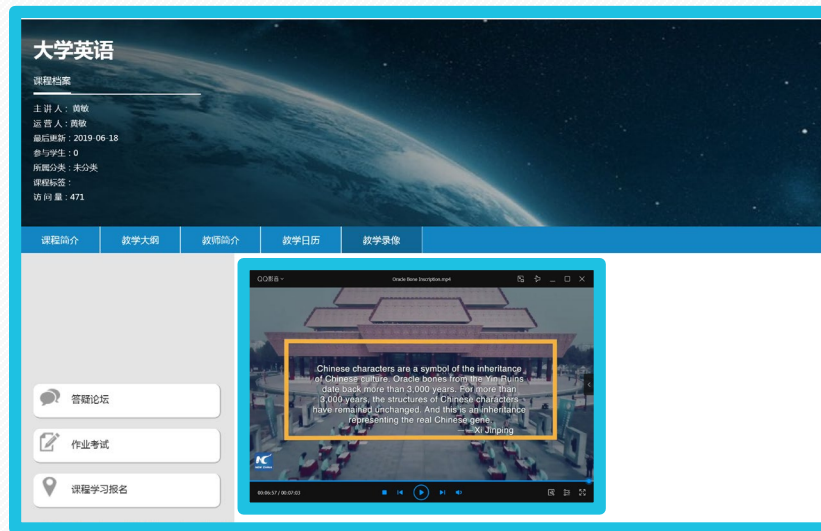 大学英语
课程档案
主 讲 人：黄敏
运 营 人：黄敏
最后更新：2019-06-18
参与学生：0
所属分类：未分类
课程标签：
访 问 量：471
课程简介
教学大纲
教师简介
教学日历
教学录像
答疑论坛
作业考试
课程学习报名
QQ影音
Oracle Bone Inscription.mp4
Chinese characters are a symbol of the inheritance
of Chinese culture. Oracle bones from the Yin Ruins
date back more than 3,000 years. For more than
3,000 years, the structures of Chinese characters
have remained unchanged. And this is an inheritance
representing the real Chinese gene.
——Xi Jinping
00:06:57 / 00:07:03